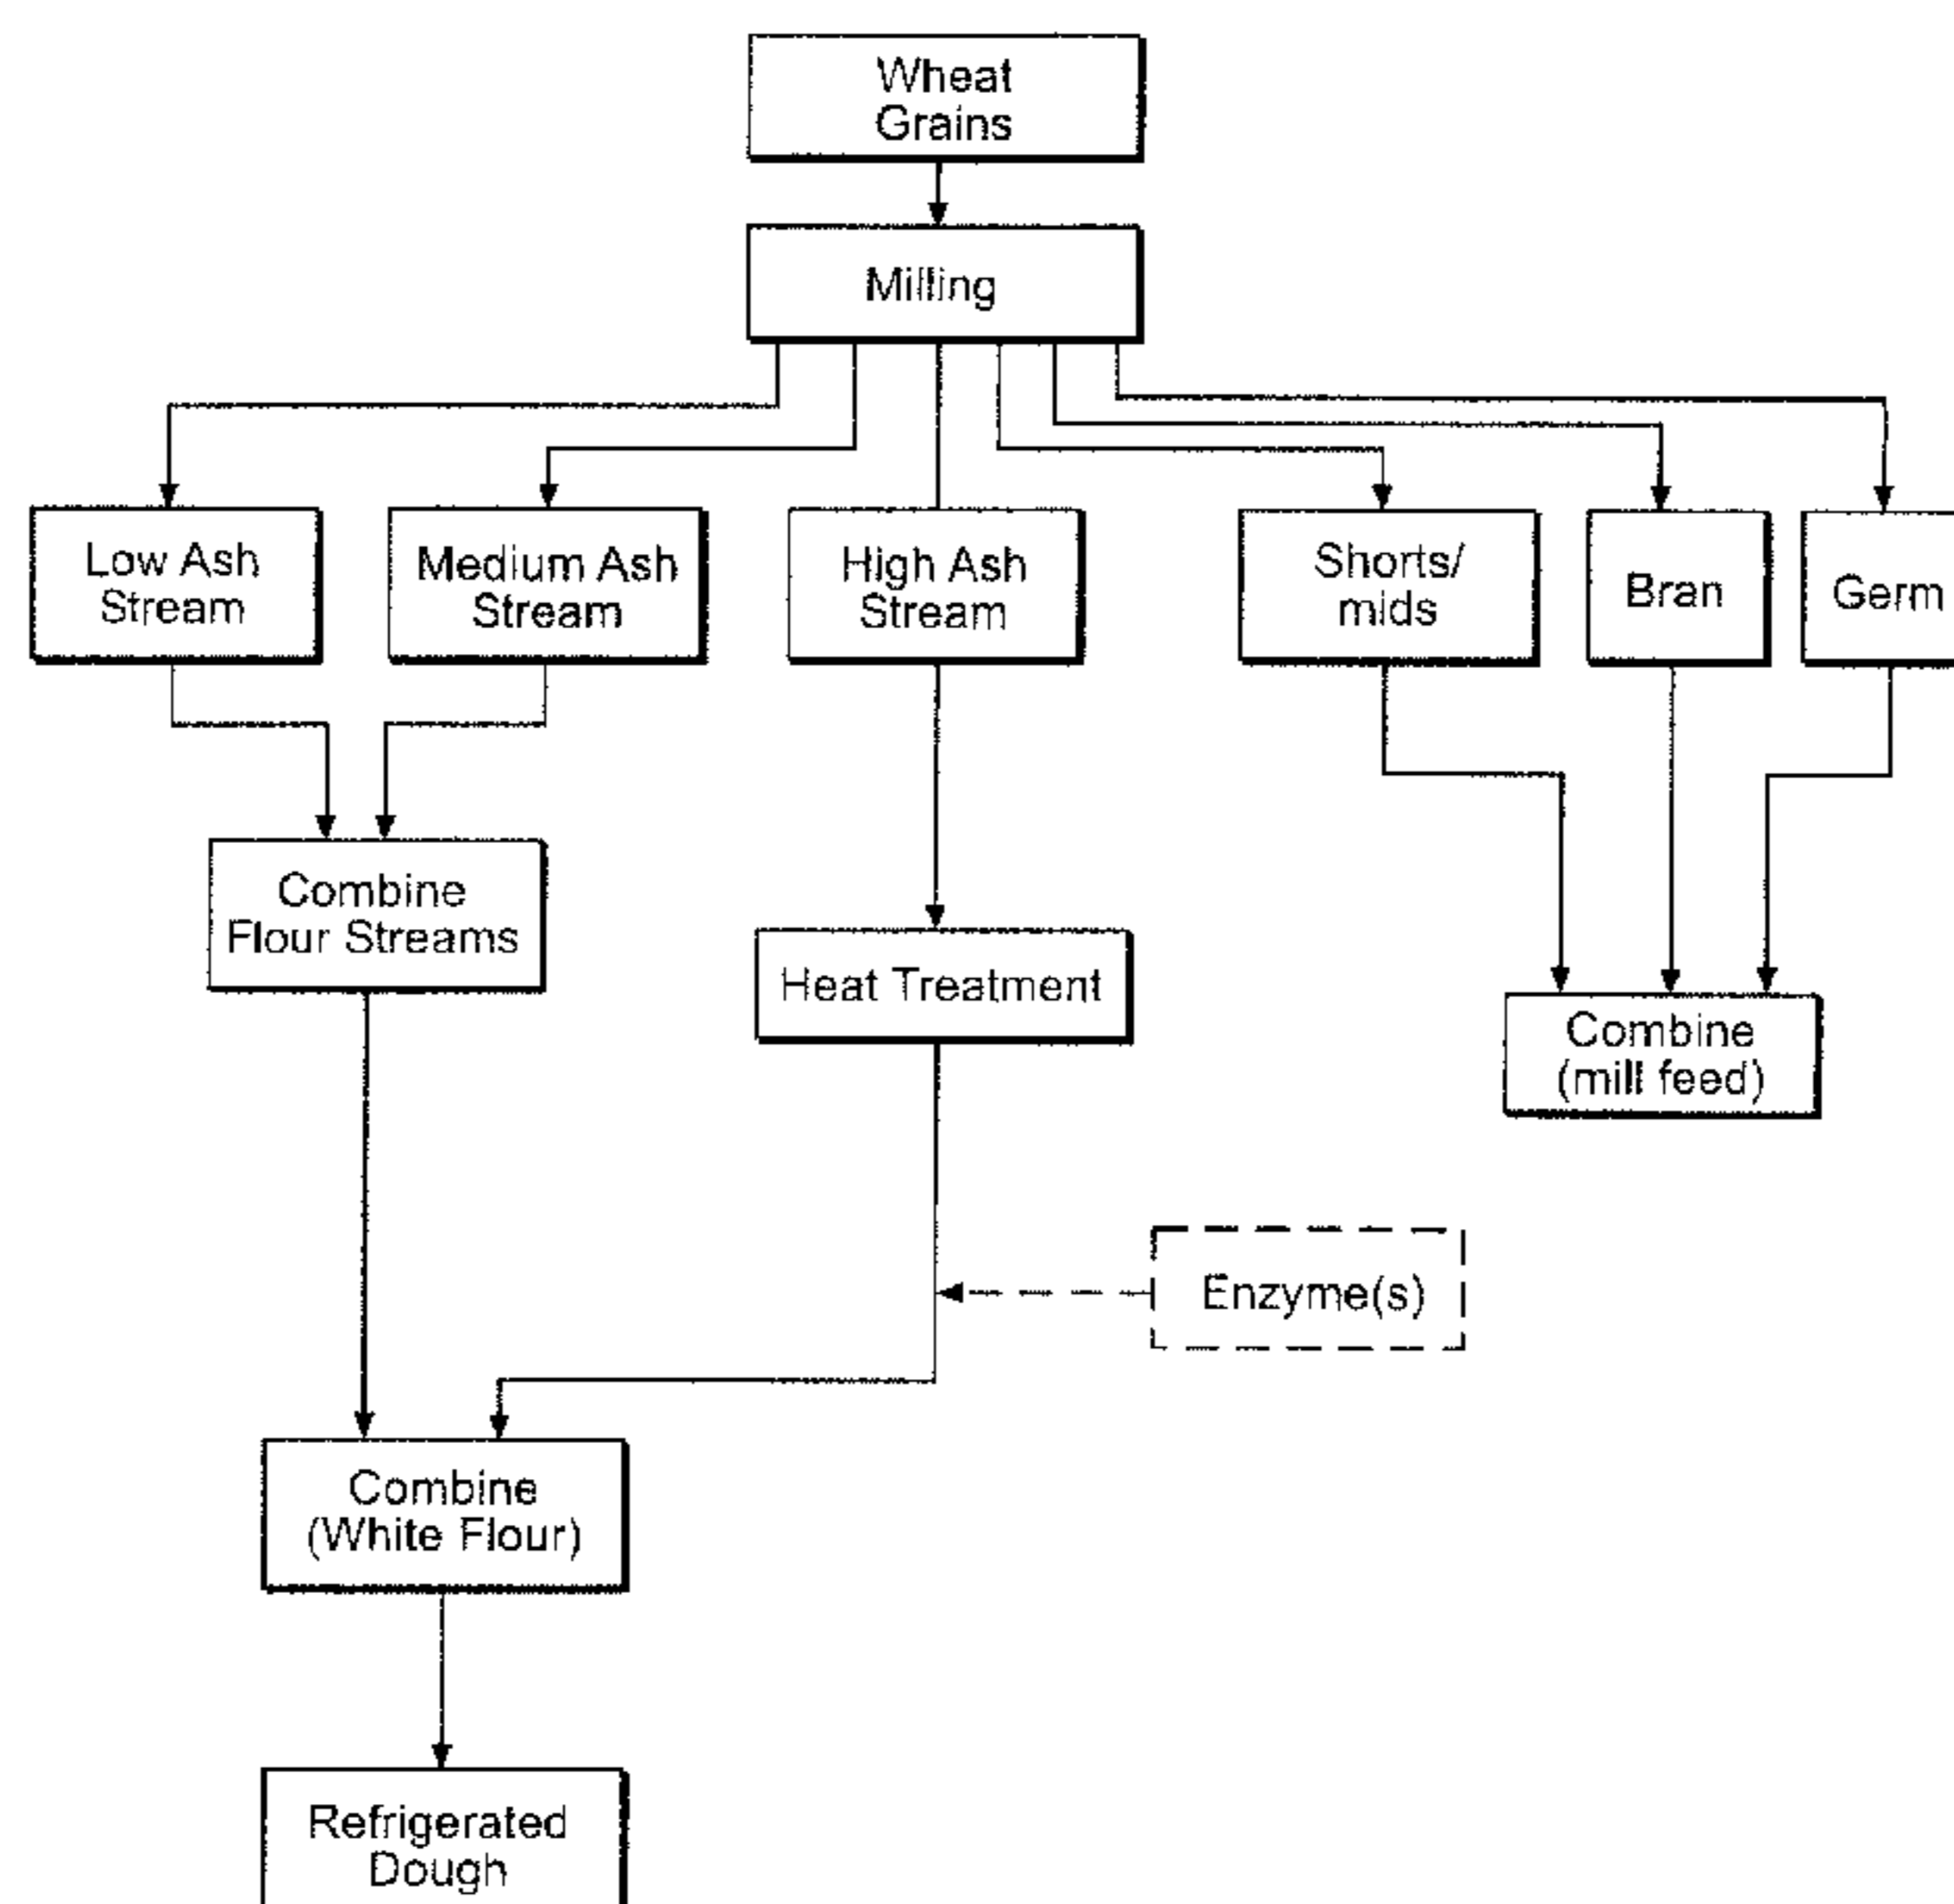 Wheat
Grains
Milling
Low Ash
Stream
Medium Ash
Stream
High Ash
Stream
Shorts/
mids
Bran
Germ
Combine
Flour Streams
Heat Treatment
Combine
(mill feed)
Enzyme(s)
Combine
(White Flour)
Refrigerated
Dough